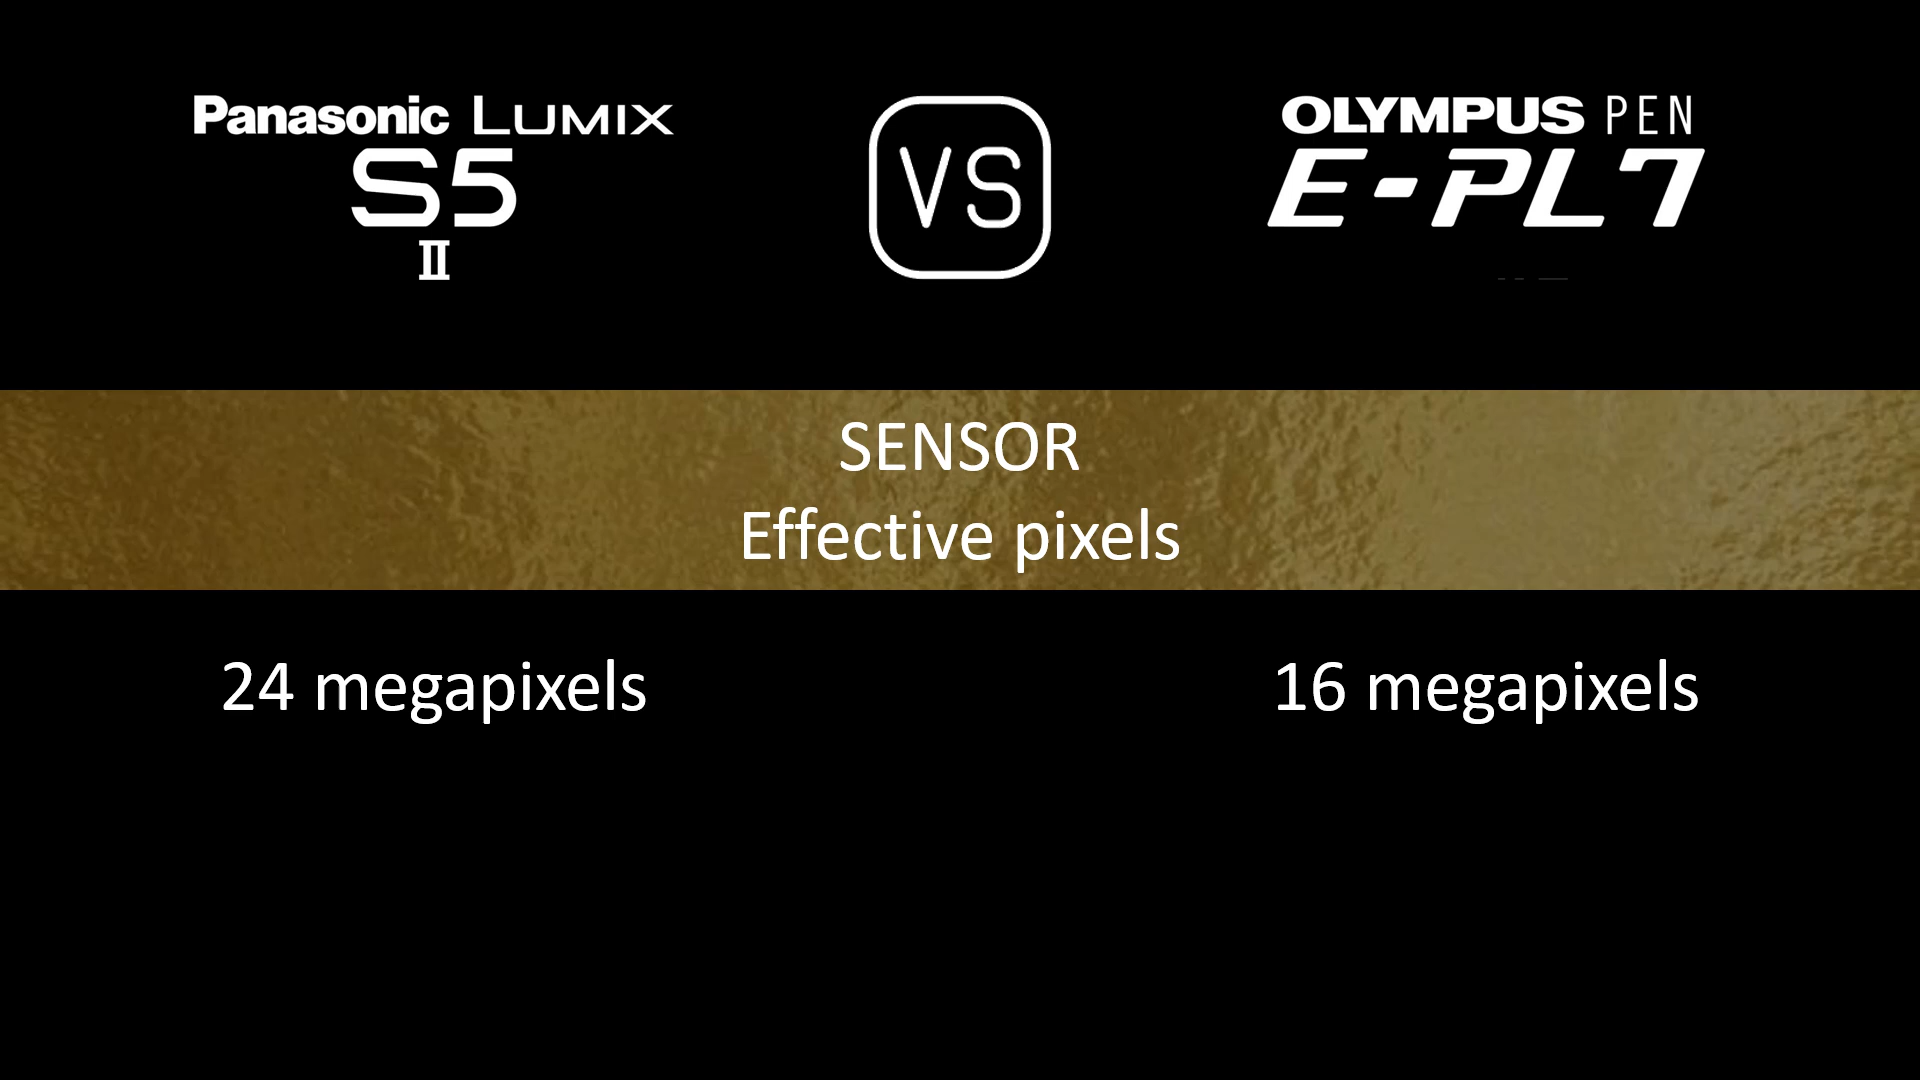 Panasonic LUMIX
S5
II
VS
OLYMPUS PEN
E-PL7
SENSOR
Effective pixels
24 megapixels
16 megapixels